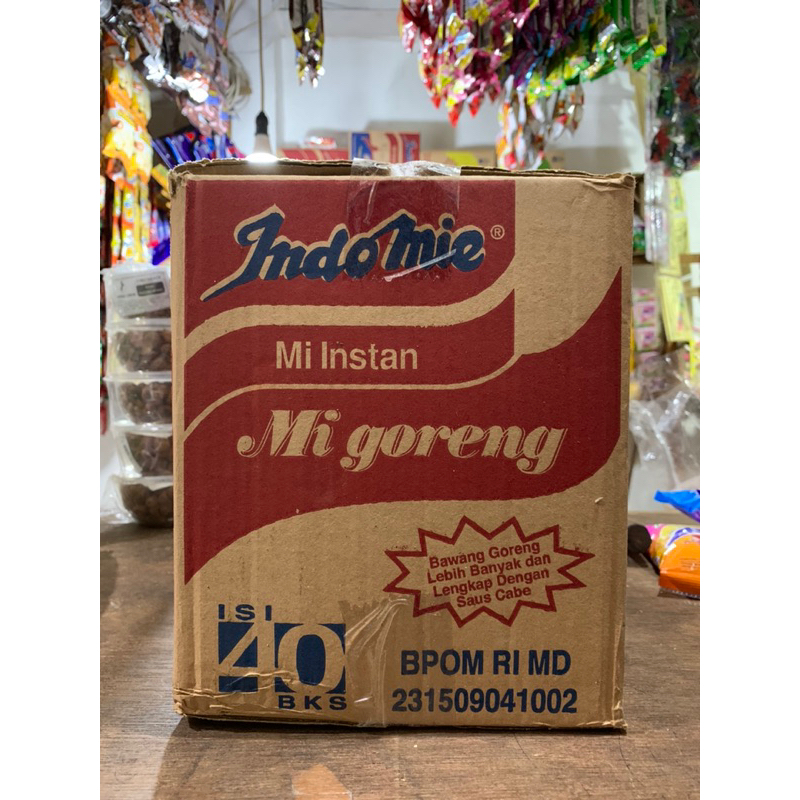 Indomie®
Mi Instan
Mi goreng
Bawang Goreng
Lebih Banyak dan
Lengkap Dengan
Saus Cabe
ISI
40
BKS
BPOM RI MD
231509041002